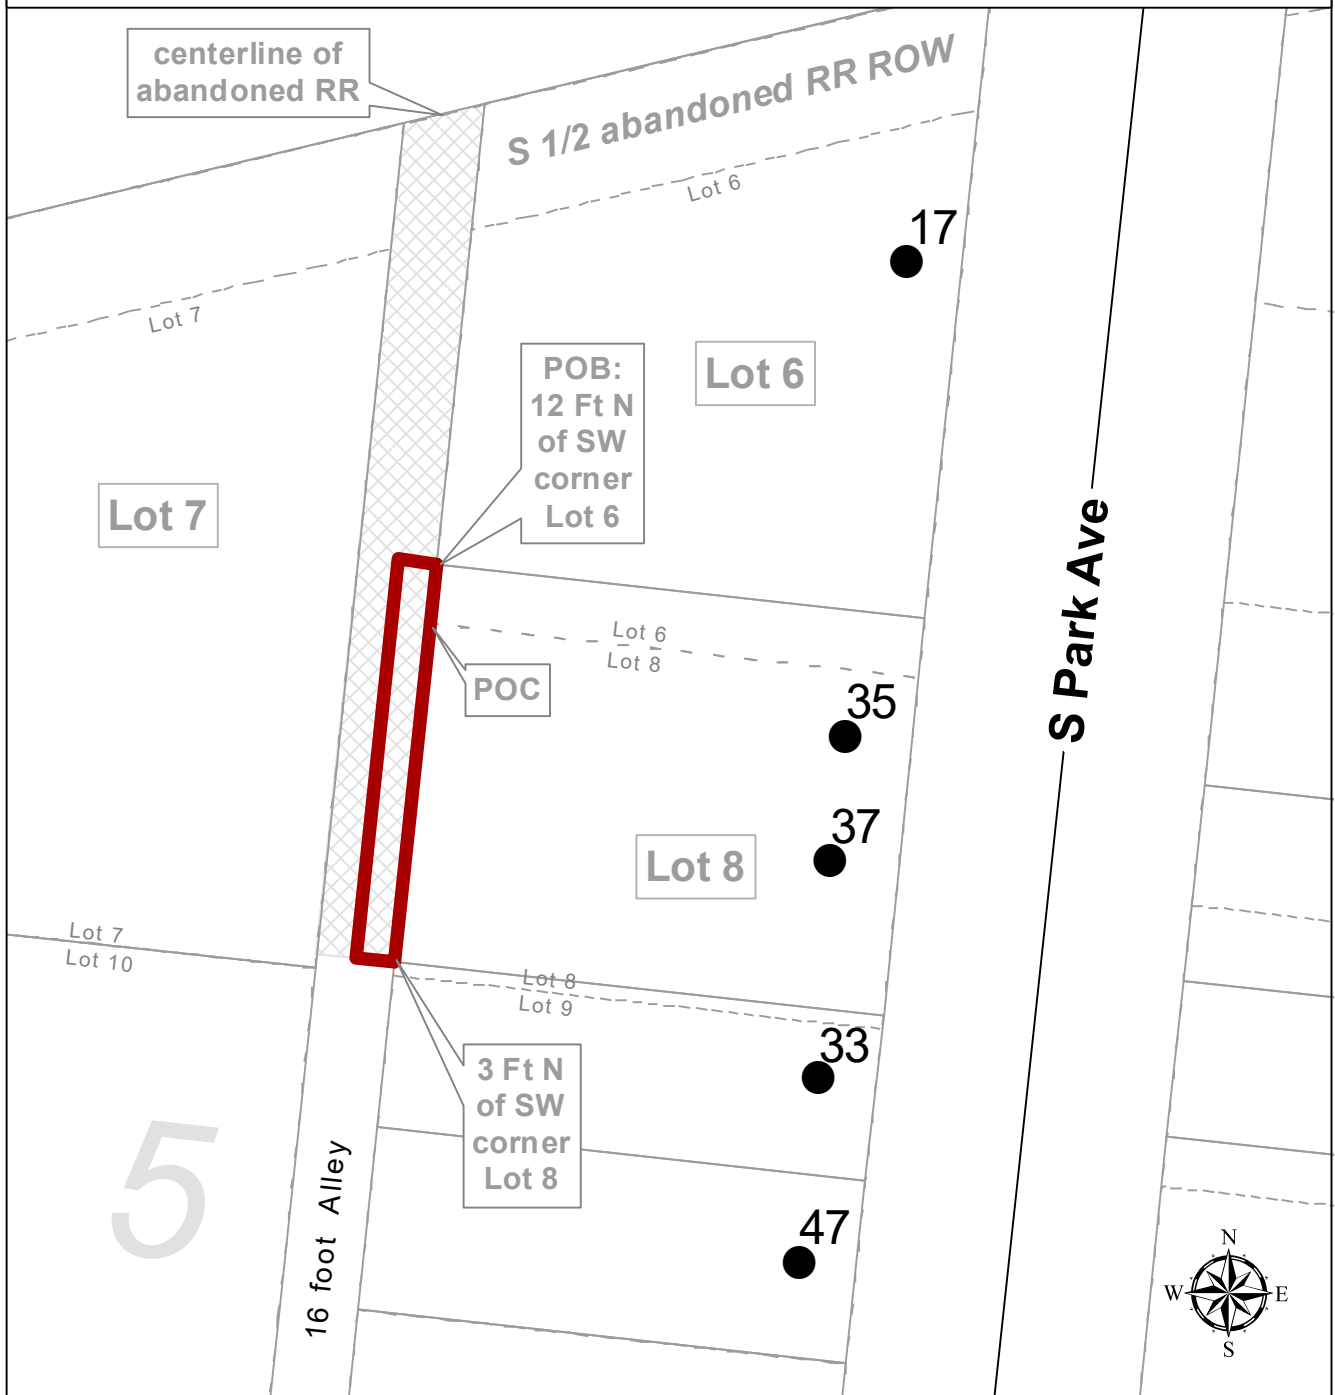 centerline of
abandoned RR
S 1/2 abandoned RR ROW
Lot 6
17
Lot 7
POB:
12 Ft N
of SW
corner
Lot 6
Lot 6
Lot 7
S Park Ave
Lot 6
Lot 8
POC
35
37
Lot 8
Lot 7
Lot 10
Lot 8
Lot 9
33
3 Ft N
of SW
corner
Lot 8
5
16 foot Alley
47
N
W
E
S